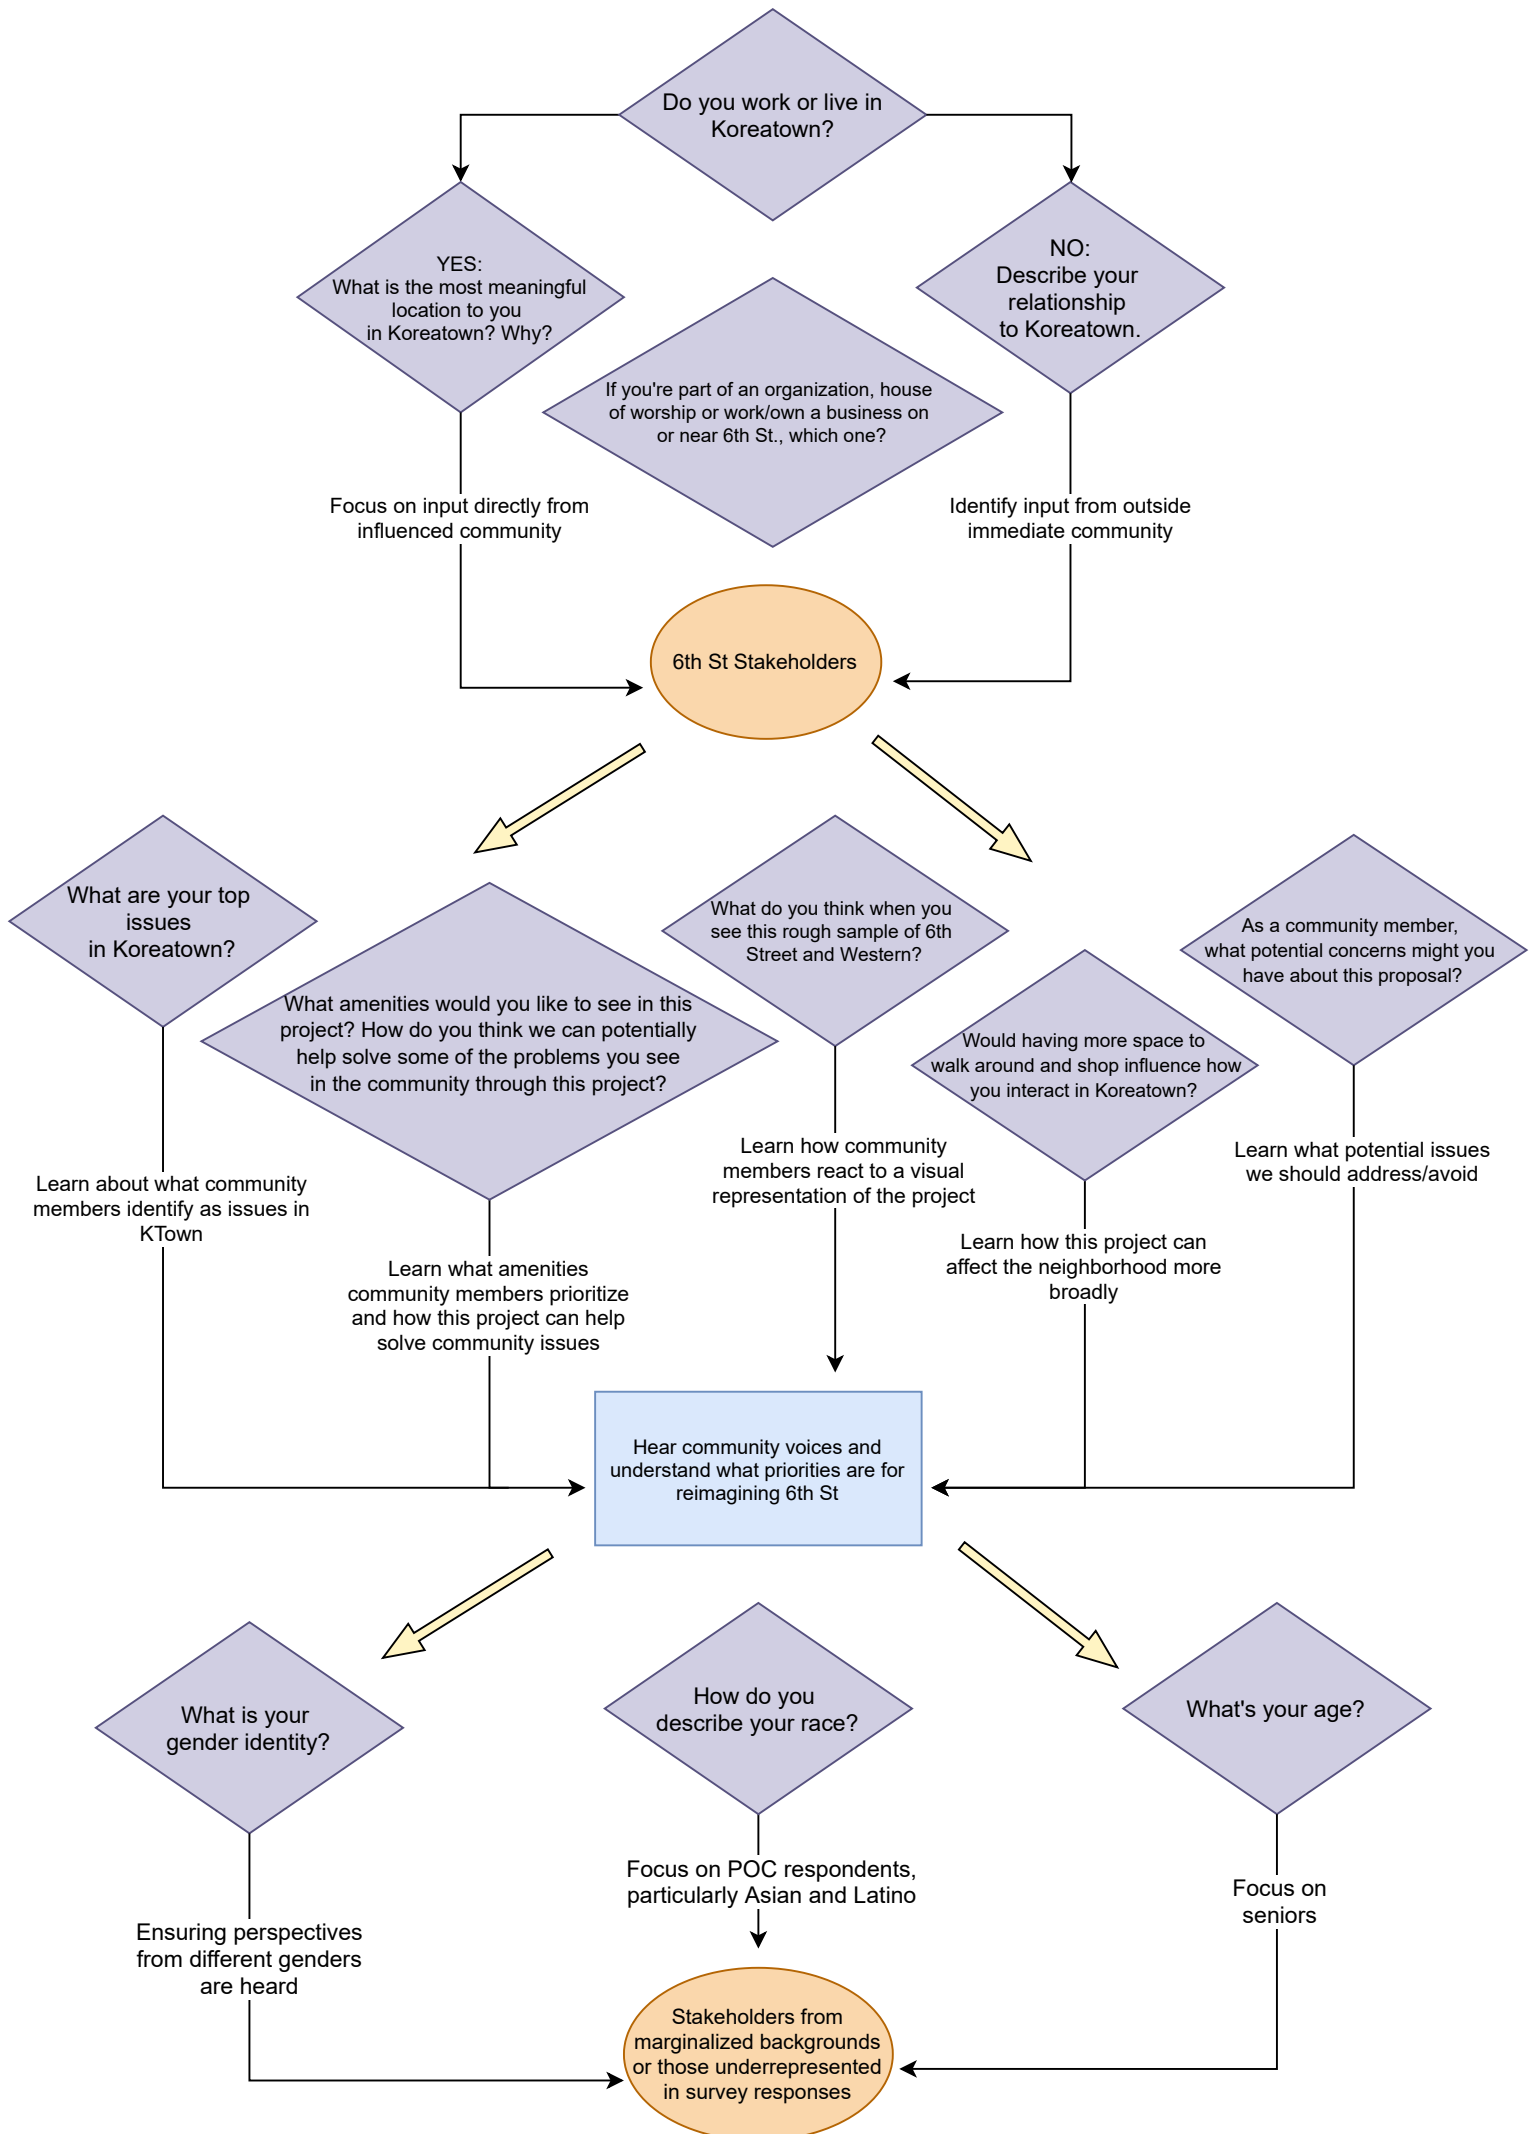 Do you work or live in
Koreatown?
YES:
What is the most meaningful
location to you
in Koreatown? Why?
NO:
Describe your
relationship
to Koreatown.
If you're part of an organization, house
of worship or work/own a business on
or near 6th St., which one?
Focus on input directly from
influenced community
Identify input from outside
immediate community
6th St Stakeholders
What are your top
issues
in Koreatown?
What amenities would you like to see in this
project? How do you think we can potentially
help solve some of the problems you see
in the community through this project?
What do you think when you
see this rough sample of 6th
Street and Western?
Would having more space to
walk around and shop influence how
you interact in Koreatown?
As a community member,
what potential concerns might you
have about this proposal?
Learn about what community
members identify as issues in
KTown
Learn what amenities
community members prioritize
and how this project can help
solve community issues
Learn how community
members react to a visual
representation of the project
Learn how this project can
affect the neighborhood more
broadly
Learn what potential issues
we should address/avoid
Hear community voices and
understand what priorities are for
reimagining 6th St
What is your
gender identity?
How do you
describe your race?
What's your age?
Ensuring perspectives
from different genders
are heard
Focus on POC respondents,
particularly Asian and Latino
Focus on
seniors
Stakeholders from
marginalized backgrounds
or those underrepresented
in survey responses